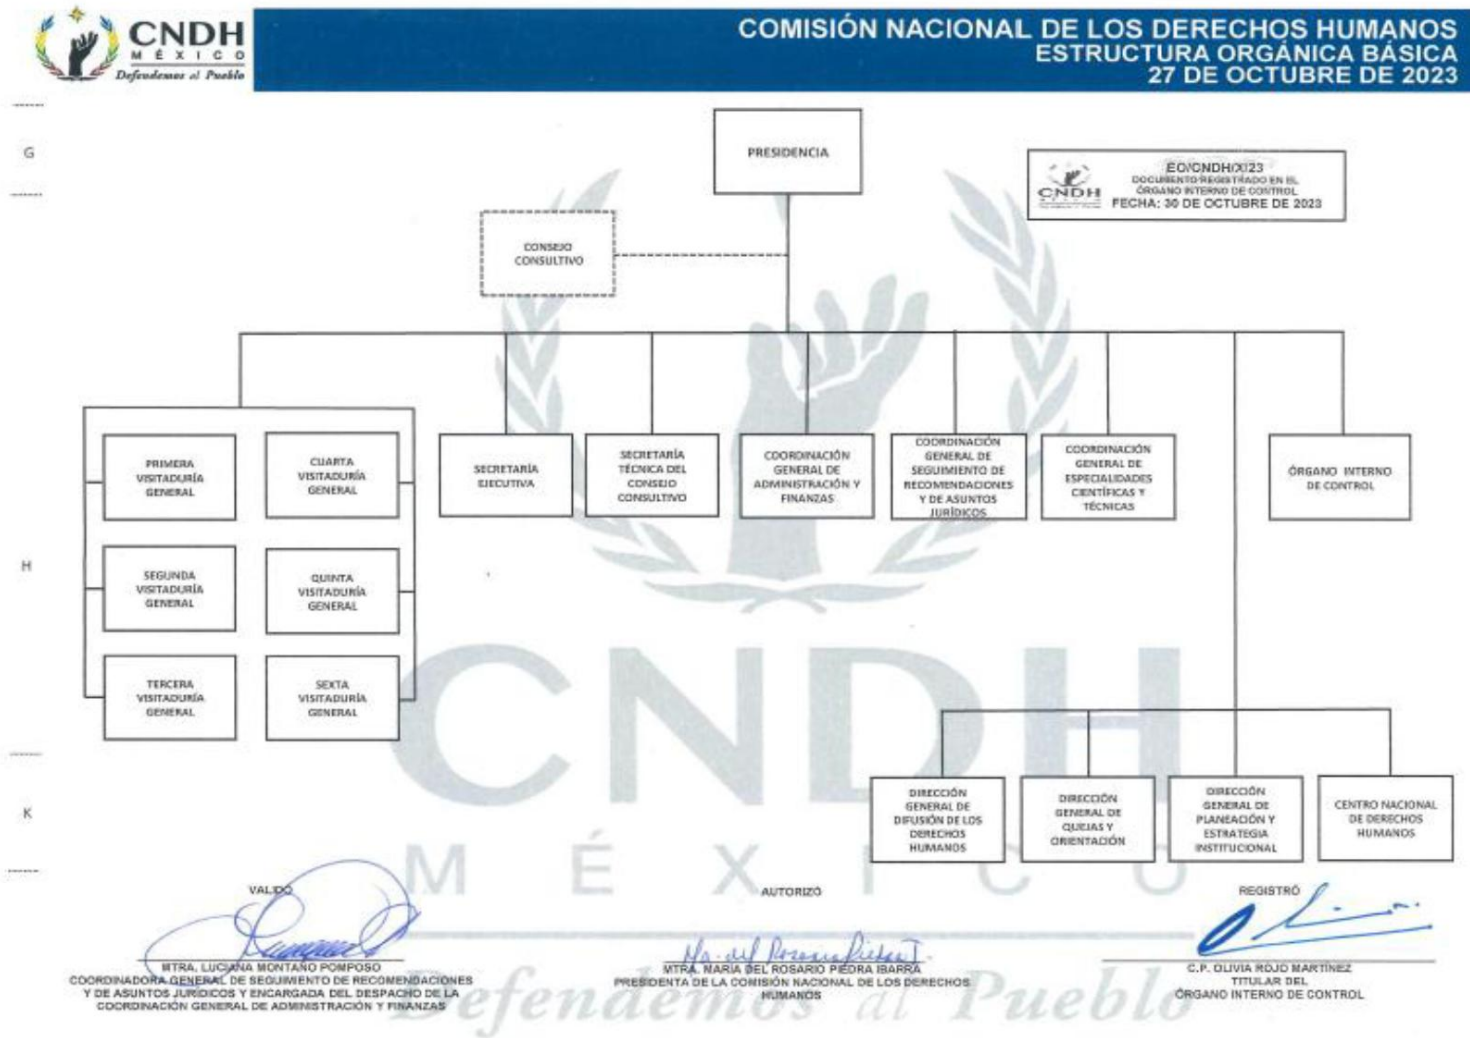 CNDH
MÉXICO
Defendemos al Pueblo
COMISIÓN NACIONAL DE LOS DERECHOS HUMANOS
ESTRUCTURA ORGÁNICA BÁSICA
27 DE OCTUBRE DE 2023
G
PRESIDENCIA
CNDH
DOCUMENTO REGISTRADO EN EL
ÓRGANO INTERNO DE CONTROL
FECHA: 30 DE OCTUBRE DE 2023
CONSEJO
CONSULTIVO
PRIMERA
VISITADURÍA
GENERAL
CUARTA
VISITADURÍA
GENERAL
SECRETARÍA
EJECUTIVA
SECRETARÍA
TÉCNICA DEL
CONSEJO
CONSULTIVO
COORDINACIÓN
GENERAL DE
ADMINISTRACIÓN Y
FINANZAS
COORDINACIÓN
GENERAL DE
SEGUIMIENTO DE
RECOMENDACIONES
Y DE ASUNTOS
JURÍDICOS
COORDINACIÓN
GENERAL DE
ESPECIALIDADES
CIENTÍFICAS Y
TÉCNICAS
ÓRGANO INTERNO
DE CONTROL
H
SEGUNDA
VISITADURÍA
GENERAL
QUINTA
VISITADURÍA
GENERAL
TERCERA
VISITADURÍA
GENERAL
SEXTA
VISITADURÍA
GENERAL
CNDH
MÉXICO
Defendemos al Pueblo
K
DIRECCIÓN
GENERAL DE
DIFUSIÓN DE LOS
DERECHOS
HUMANOS
DIRECCIÓN
GENERAL DE
QUEJAS Y
ORIENTACIÓN
DIRECCIÓN
GENERAL DE
PLANEACIÓN Y
ESTRATEGIA
INSTITUCIONAL
CENTRO NACIONAL
DE DERECHOS
HUMANOS
VALIDÓ
MTRA. LUCIANA MONTAÑO POMPOSO
COORDINADORA GENERAL DE SEGUIMIENTO DE RECOMENDACIONES
Y DE ASUNTOS JURÍDICOS Y ENCARGADA DEL DESPACHO DE LA
COORDINACIÓN GENERAL DE ADMINISTRACIÓN Y FINANZAS
AUTORIZÓ
Ma. del Rosario Piedra I.
MTRA. MARÍA DEL ROSARIO PIEDRA IBARRA
PRESIDENTA DE LA COMISIÓN NACIONAL DE LOS DERECHOS
HUMANOS
REGISTRÓ
C.P. OLIVIA ROJO MARTÍNEZ
TITULAR DEL
ÓRGANO INTERNO DE CONTROL